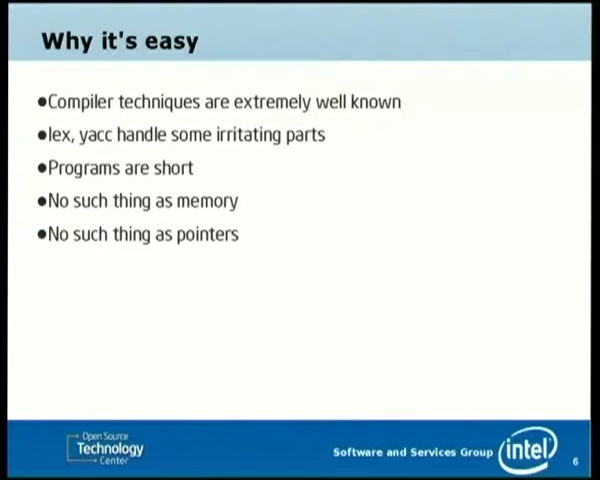 Why it's easy
●Compiler techniques are extremely well known
●lex, yacc handle some irritating parts
●Programs are short
●No such thing as memory
●No such thing as pointers
Open Source
Technology
Center
Software and Services Group
intel
6